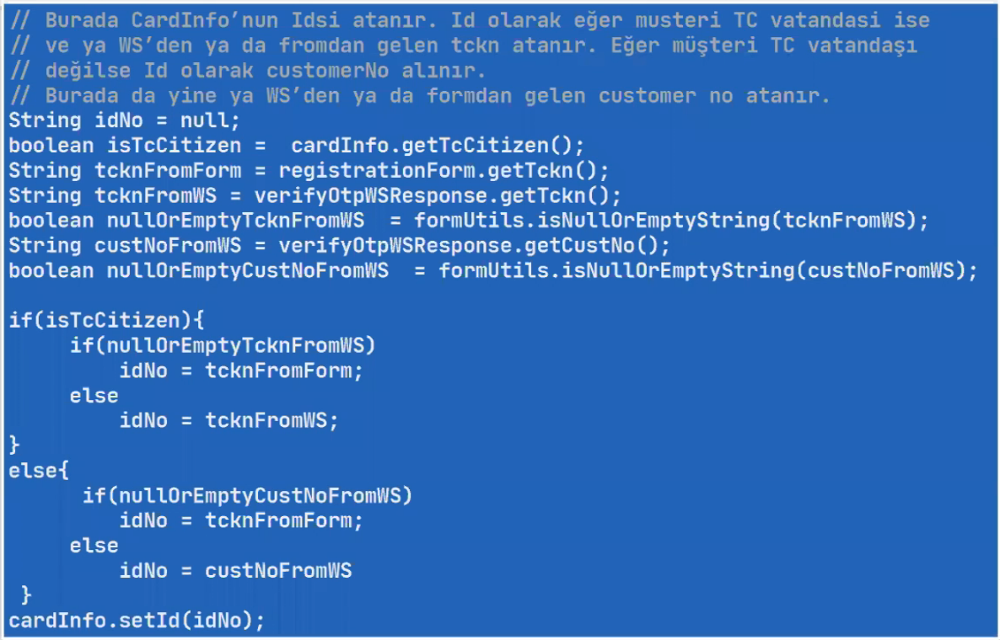 // Burada CardInfo’nun Idsi atanır. Id olarak eğer musteri TC vatandasi ise
// ve ya WS’den ya da fromdan gelen tckn atanır. Eğer müşteri TC vatandaşı
// değilse Id olarak customerNo alınır.
// Burada da yine ya WS’den ya da formdan gelen customer no atanır.
String idNo = null;
boolean isTcCitizen =  cardInfo.getTcCitizen();
String tcknFromForm = registrationForm.getTckn();
String tcknFromWS = verifyOtpWSResponse.getTckn();
boolean nullOrEmptyTcknFromWS  = formUtils.isNullOrEmptyString(tcknFromWS);
String custNoFromWS = verifyOtpWSResponse.getCustNo();
boolean nullOrEmptyCustNoFromWS  = formUtils.isNullOrEmptyString(custNoFromWS);

if(isTcCitizen){
     if(nullOrEmptyTcknFromWS)
         idNo = tcknFromForm;
     else
         idNo = tcknFromWS;
}
else{
      if(nullOrEmptyCustNoFromWS)
         idNo = tcknFromForm;
     else
         idNo = custNoFromWS
 }
cardInfo.setId(idNo);